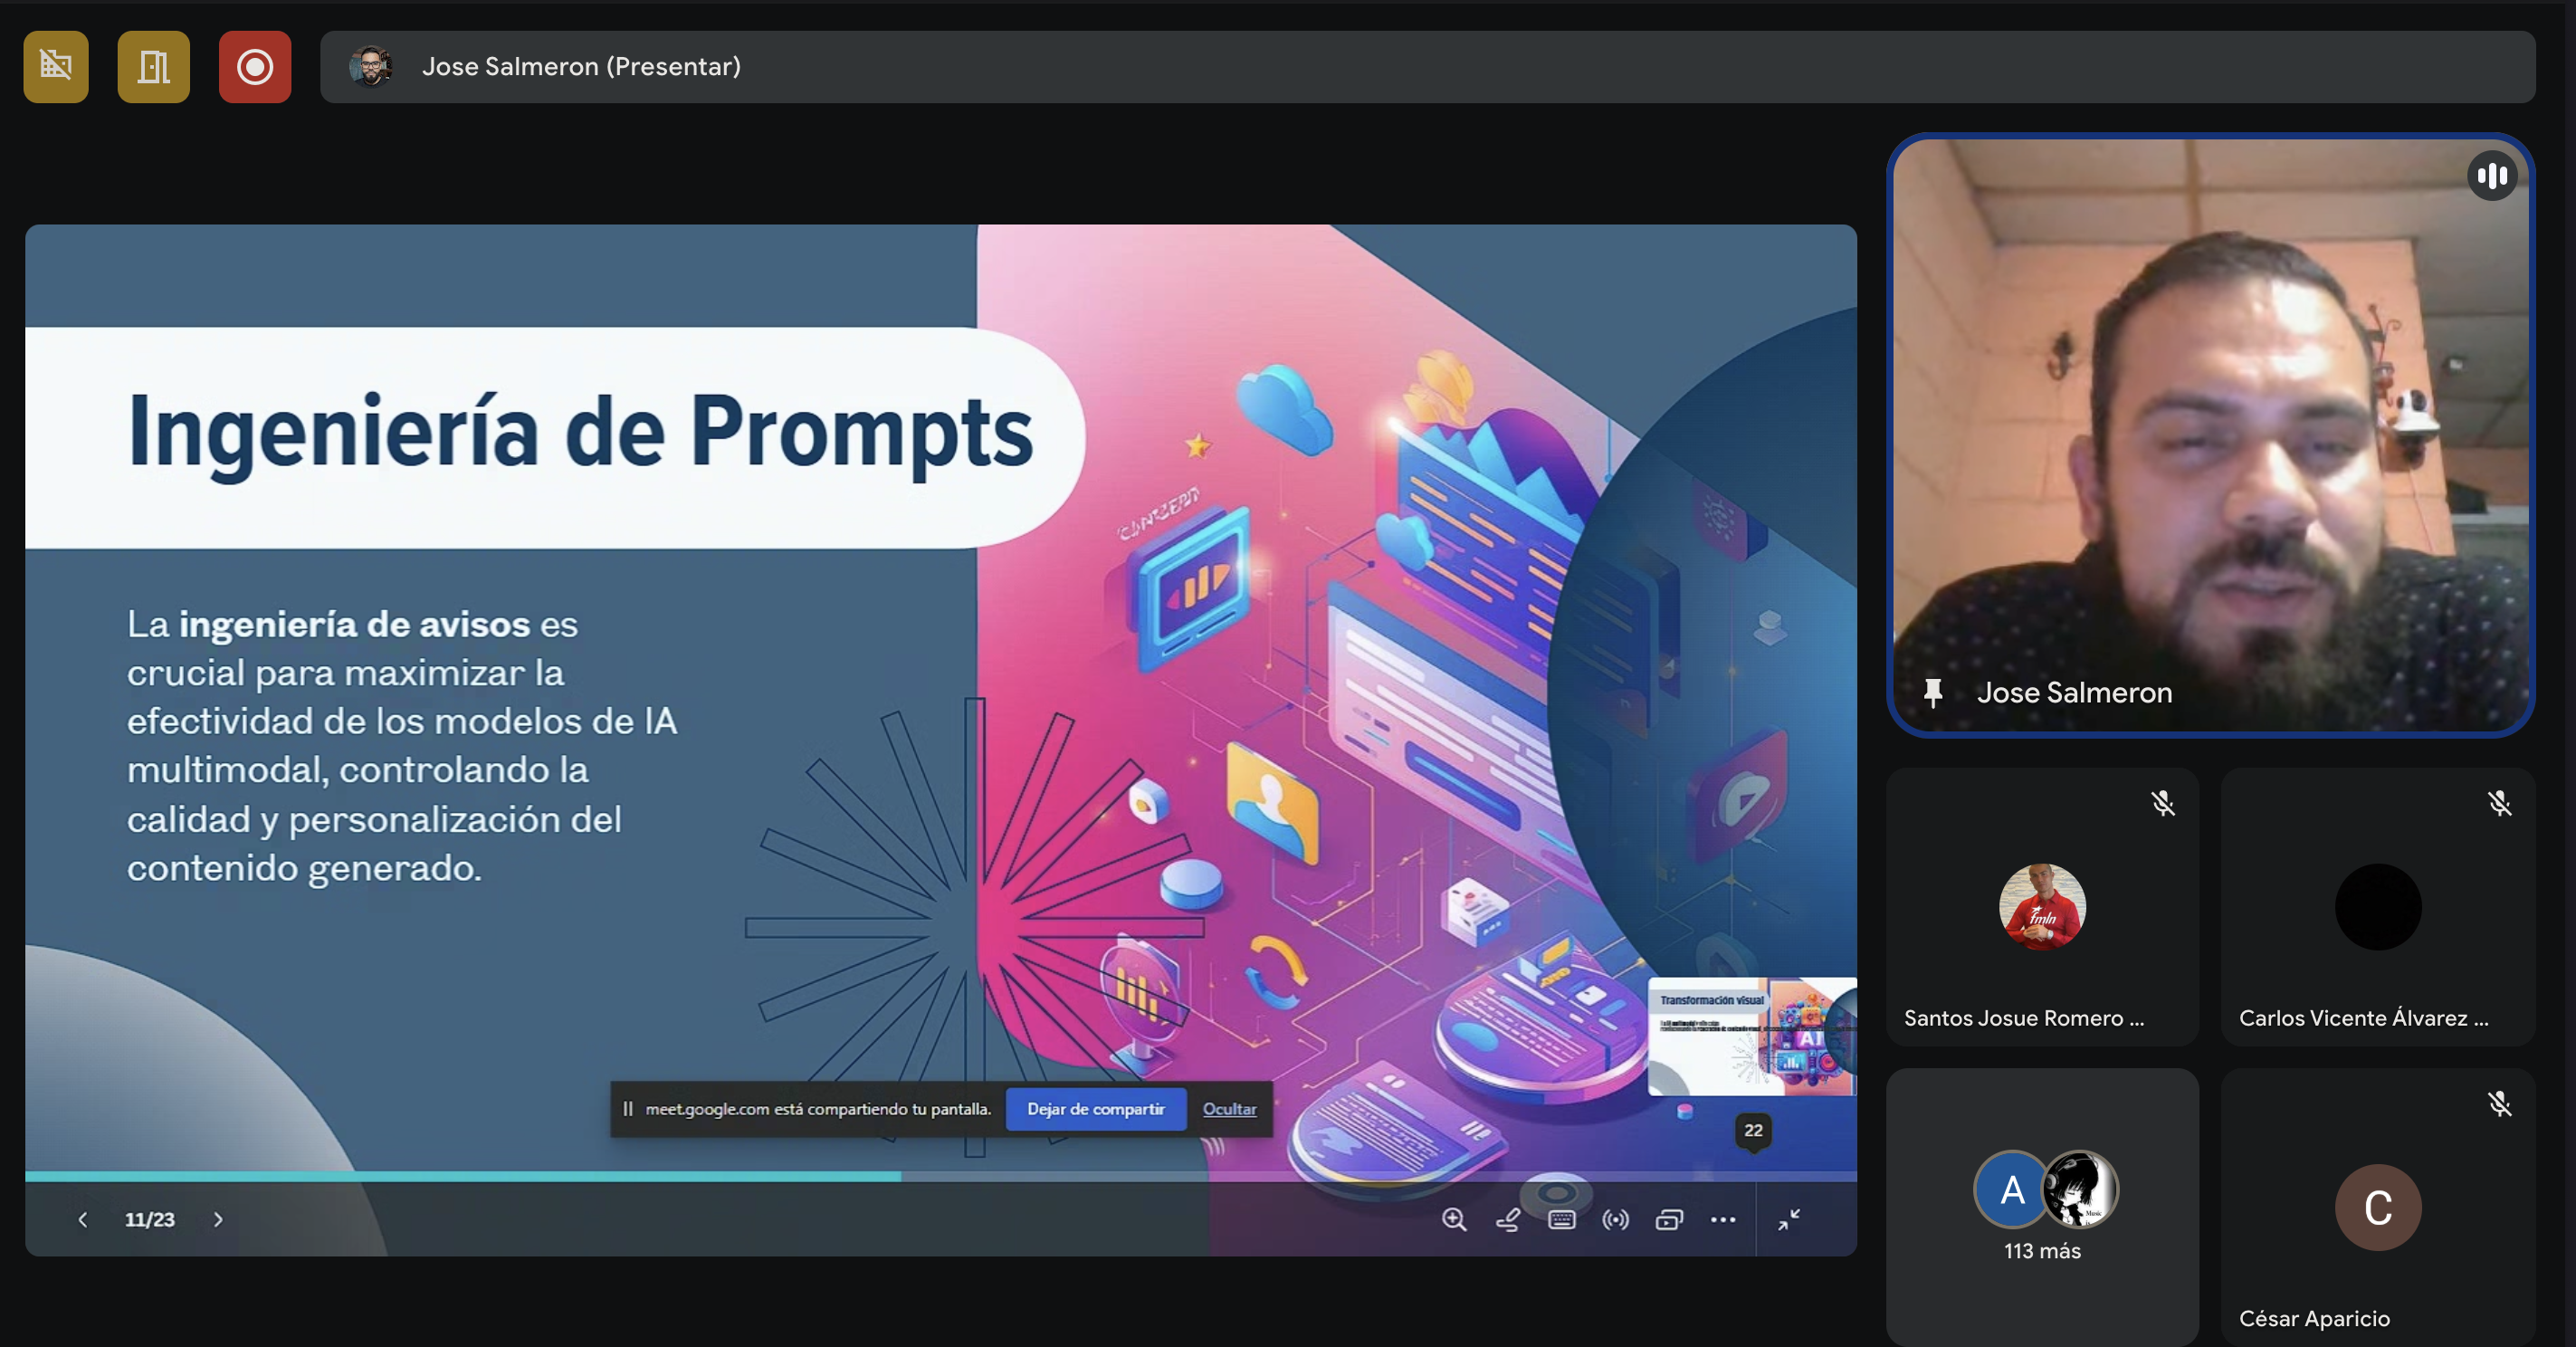 Jose Salmeron (Presentar)
Ingeniería de Prompts
La ingeniería de avisos es
crucial para maximizar la
efectividad de los modelos de IA
multimodal, controlando la
calidad y personalización del
contenido generado.
Transformación visual
AI
meet.google.com está compartiendo tu pantalla.
Dejar de compartir
Ocultar
22
11/23
Jose Salmeron
fmln
Santos Josue Romero ...
Carlos Vicente Álvarez ...
A
Music
113 más
C
César Aparicio